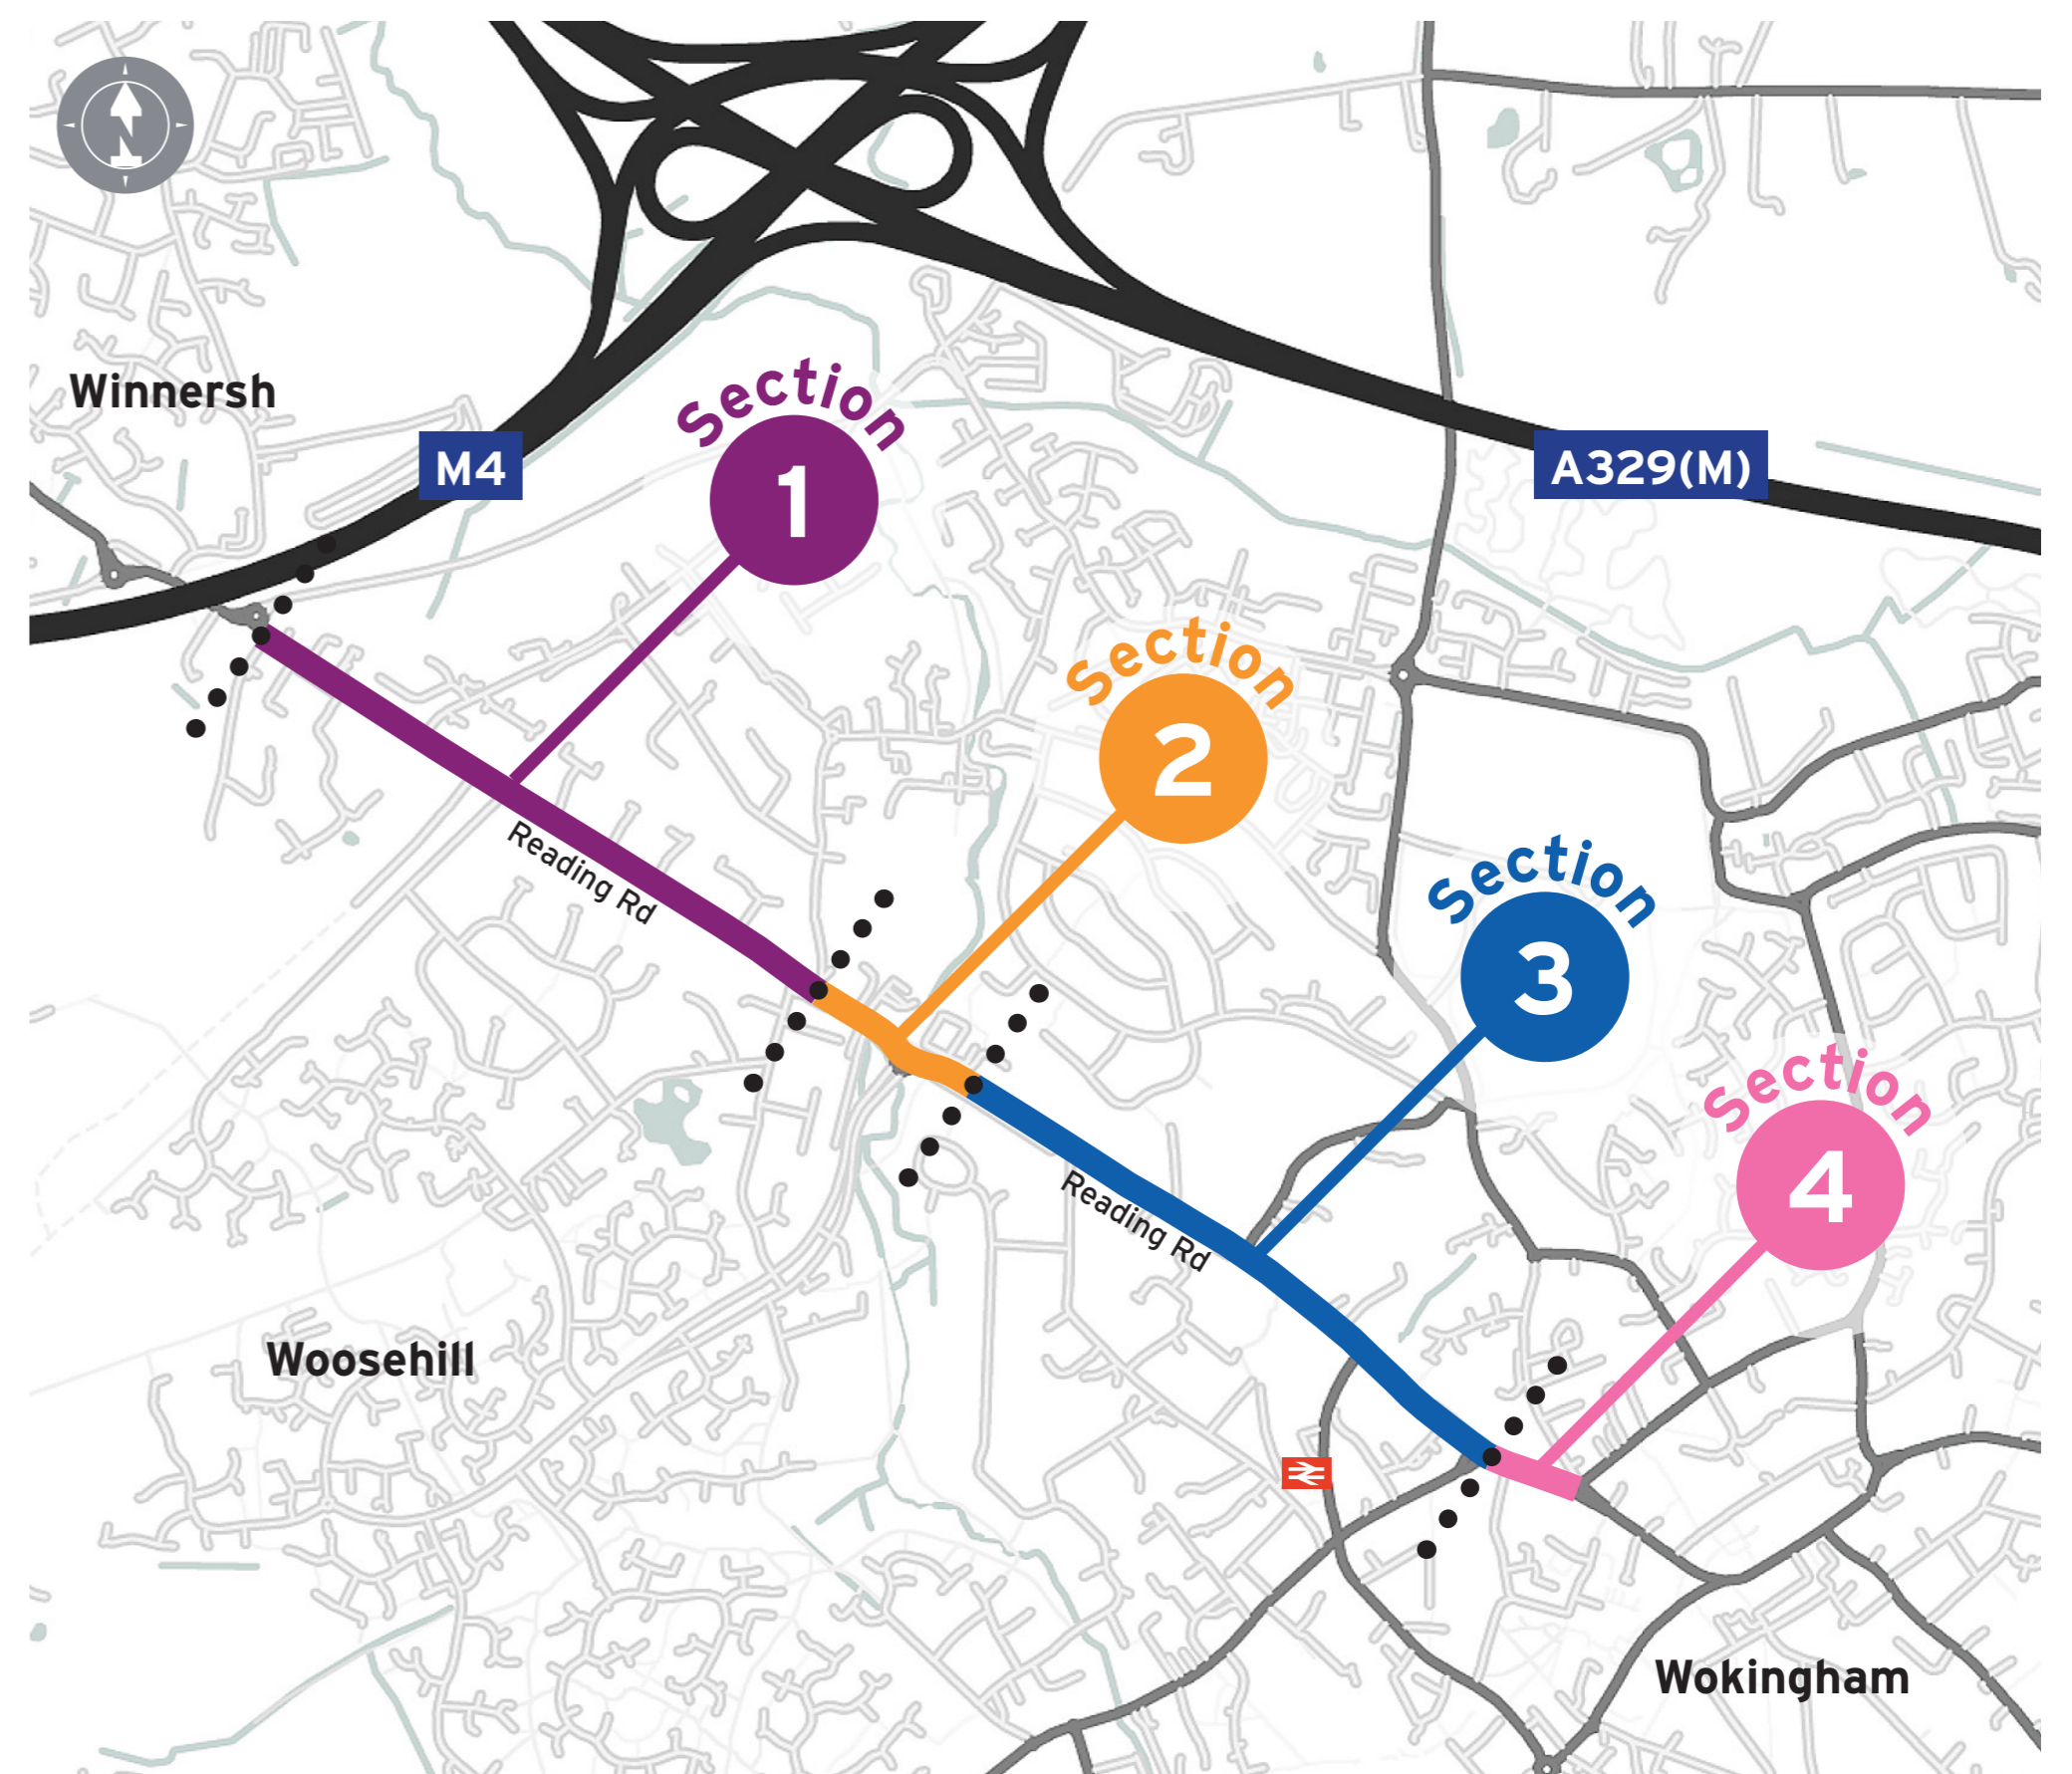 N
Winnersh
M4
A329(M)
Section
1
Section
2
Reading Rd
Section
3
Section
4
Reading Rd
Woosehill
Wokingham